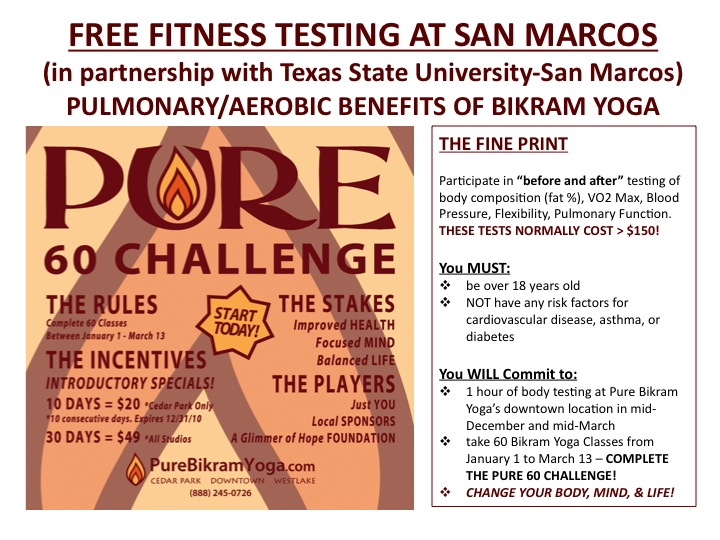 FREE FITNESS TESTING AT SAN MARCOS
(in partnership with Texas State University-San Marcos)
PULMONARY/AEROBIC BENEFITS OF BIKRAM YOGA
PURE
60 CHALLENGE
THE RULES
Complete 60 Classes
Between January 1 - March 13
THE INCENTIVES
INTRODUCTORY SPECIALS!
10 DAYS = $20 *Cedar Park Only
*10 consecutive days. Expires 12/31/10
30 DAYS = $49 *All Studios
START
TODAY!
THE STAKES
Improved HEALTH
Focused MIND
Balanced LIFE
THE PLAYERS
Just YOU
Local SPONSORS
A Glimmer of Hope FOUNDATION
PureBikramYoga.com
CEDAR PARK DOWNTOWN WESTLAKE
(888) 245-0726
THE FINE PRINT
Participate in “before and after” testing of
body composition (fat %), VO2 Max, Blood
Pressure, Flexibility, Pulmonary Function.
THESE TESTS NORMALLY COST > $150!
You MUST:
❖ be over 18 years old
❖ NOT have any risk factors for
cardiovascular disease, asthma, or
diabetes
You WILL Commit to:
❖ 1 hour of body testing at Pure Bikram
Yoga’s downtown location in mid-
December and mid-March
❖ take 60 Bikram Yoga Classes from
January 1 to March 13 – COMPLETE
THE PURE 60 CHALLENGE!
❖ CHANGE YOUR BODY, MIND, & LIFE!